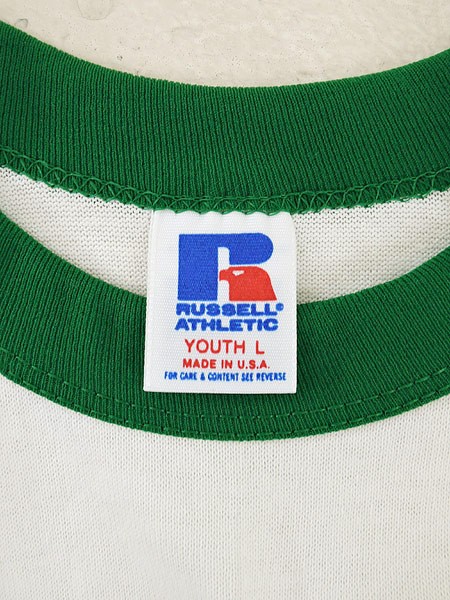 R
RUSSELL®
ATHLETIC
YOUTH L
MADE IN U.S.A.
FOR CARE & CONTENT SEE REVERSE